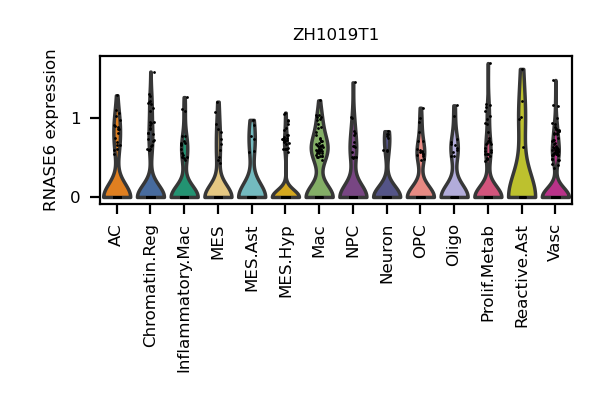 ZH1019T1
RNASE6 expression
1
0
AC
Chromatin.Reg
Inflammatory.Mac
MES
MES.Ast
MES.Hyp
Mac
NPC
Neuron
OPC
Oligo
Prolif.Metab
Reactive.Ast
Vasc